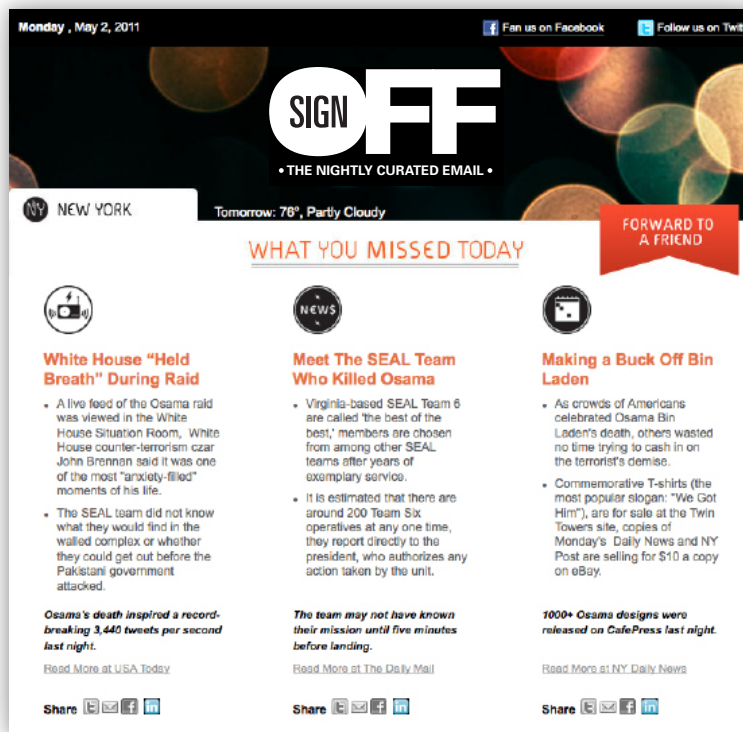 Monday , May 2, 2011
Fan us on Facebook
Follow us on Twit
SIGN OFF
• THE NIGHTLY CURATED EMAIL •
NY NEW YORK
Tomorrow: 76°, Partly Cloudy
FORWARD TO
A FRIEND
WHAT YOU MISSED TODAY
NEWS
White House “Held
Breath” During Raid
• A live feed of the Osama raid
was viewed in the White
House Situation Room, White
House counter-terrorism czar
John Brennan said it was one
of the most "anxiety-filled"
moments of his life.
• The SEAL team did not know
what they would find in the
walled complex or whether
they could get out before the
Pakistani government
attacked.
Osama's death inspired a record-
breaking 3,440 tweets per second
last night.
Read More at USA Today
Share
Meet The SEAL Team
Who Killed Osama
• Virginia-based SEAL Team 6
are called 'the best of the
best,' members are chosen
from among other SEAL
teams after years of
exemplary service.
• It is estimated that there are
around 200 Team Six
operatives at any one time,
they report directly to the
president, who authorizes any
action taken by the unit.
The team may not have known
their mission until five minutes
before landing.
Read More at The Daily Mail
Share
Making a Buck Off Bin
Laden
• As crowds of Americans
celebrated Osama Bin
Laden's death, others wasted
no time trying to cash in on
the terrorist's demise.
• Commemorative T-shirts (the
most popular slogan: "We Got
Him"), are for sale at the Twin
Towers site, copies of
Monday's Daily News and NY
Post are selling for $10 a copy
on eBay.
1000+ Osama designs were
released on CafePress last night.
Read More at NY Daily News
Share